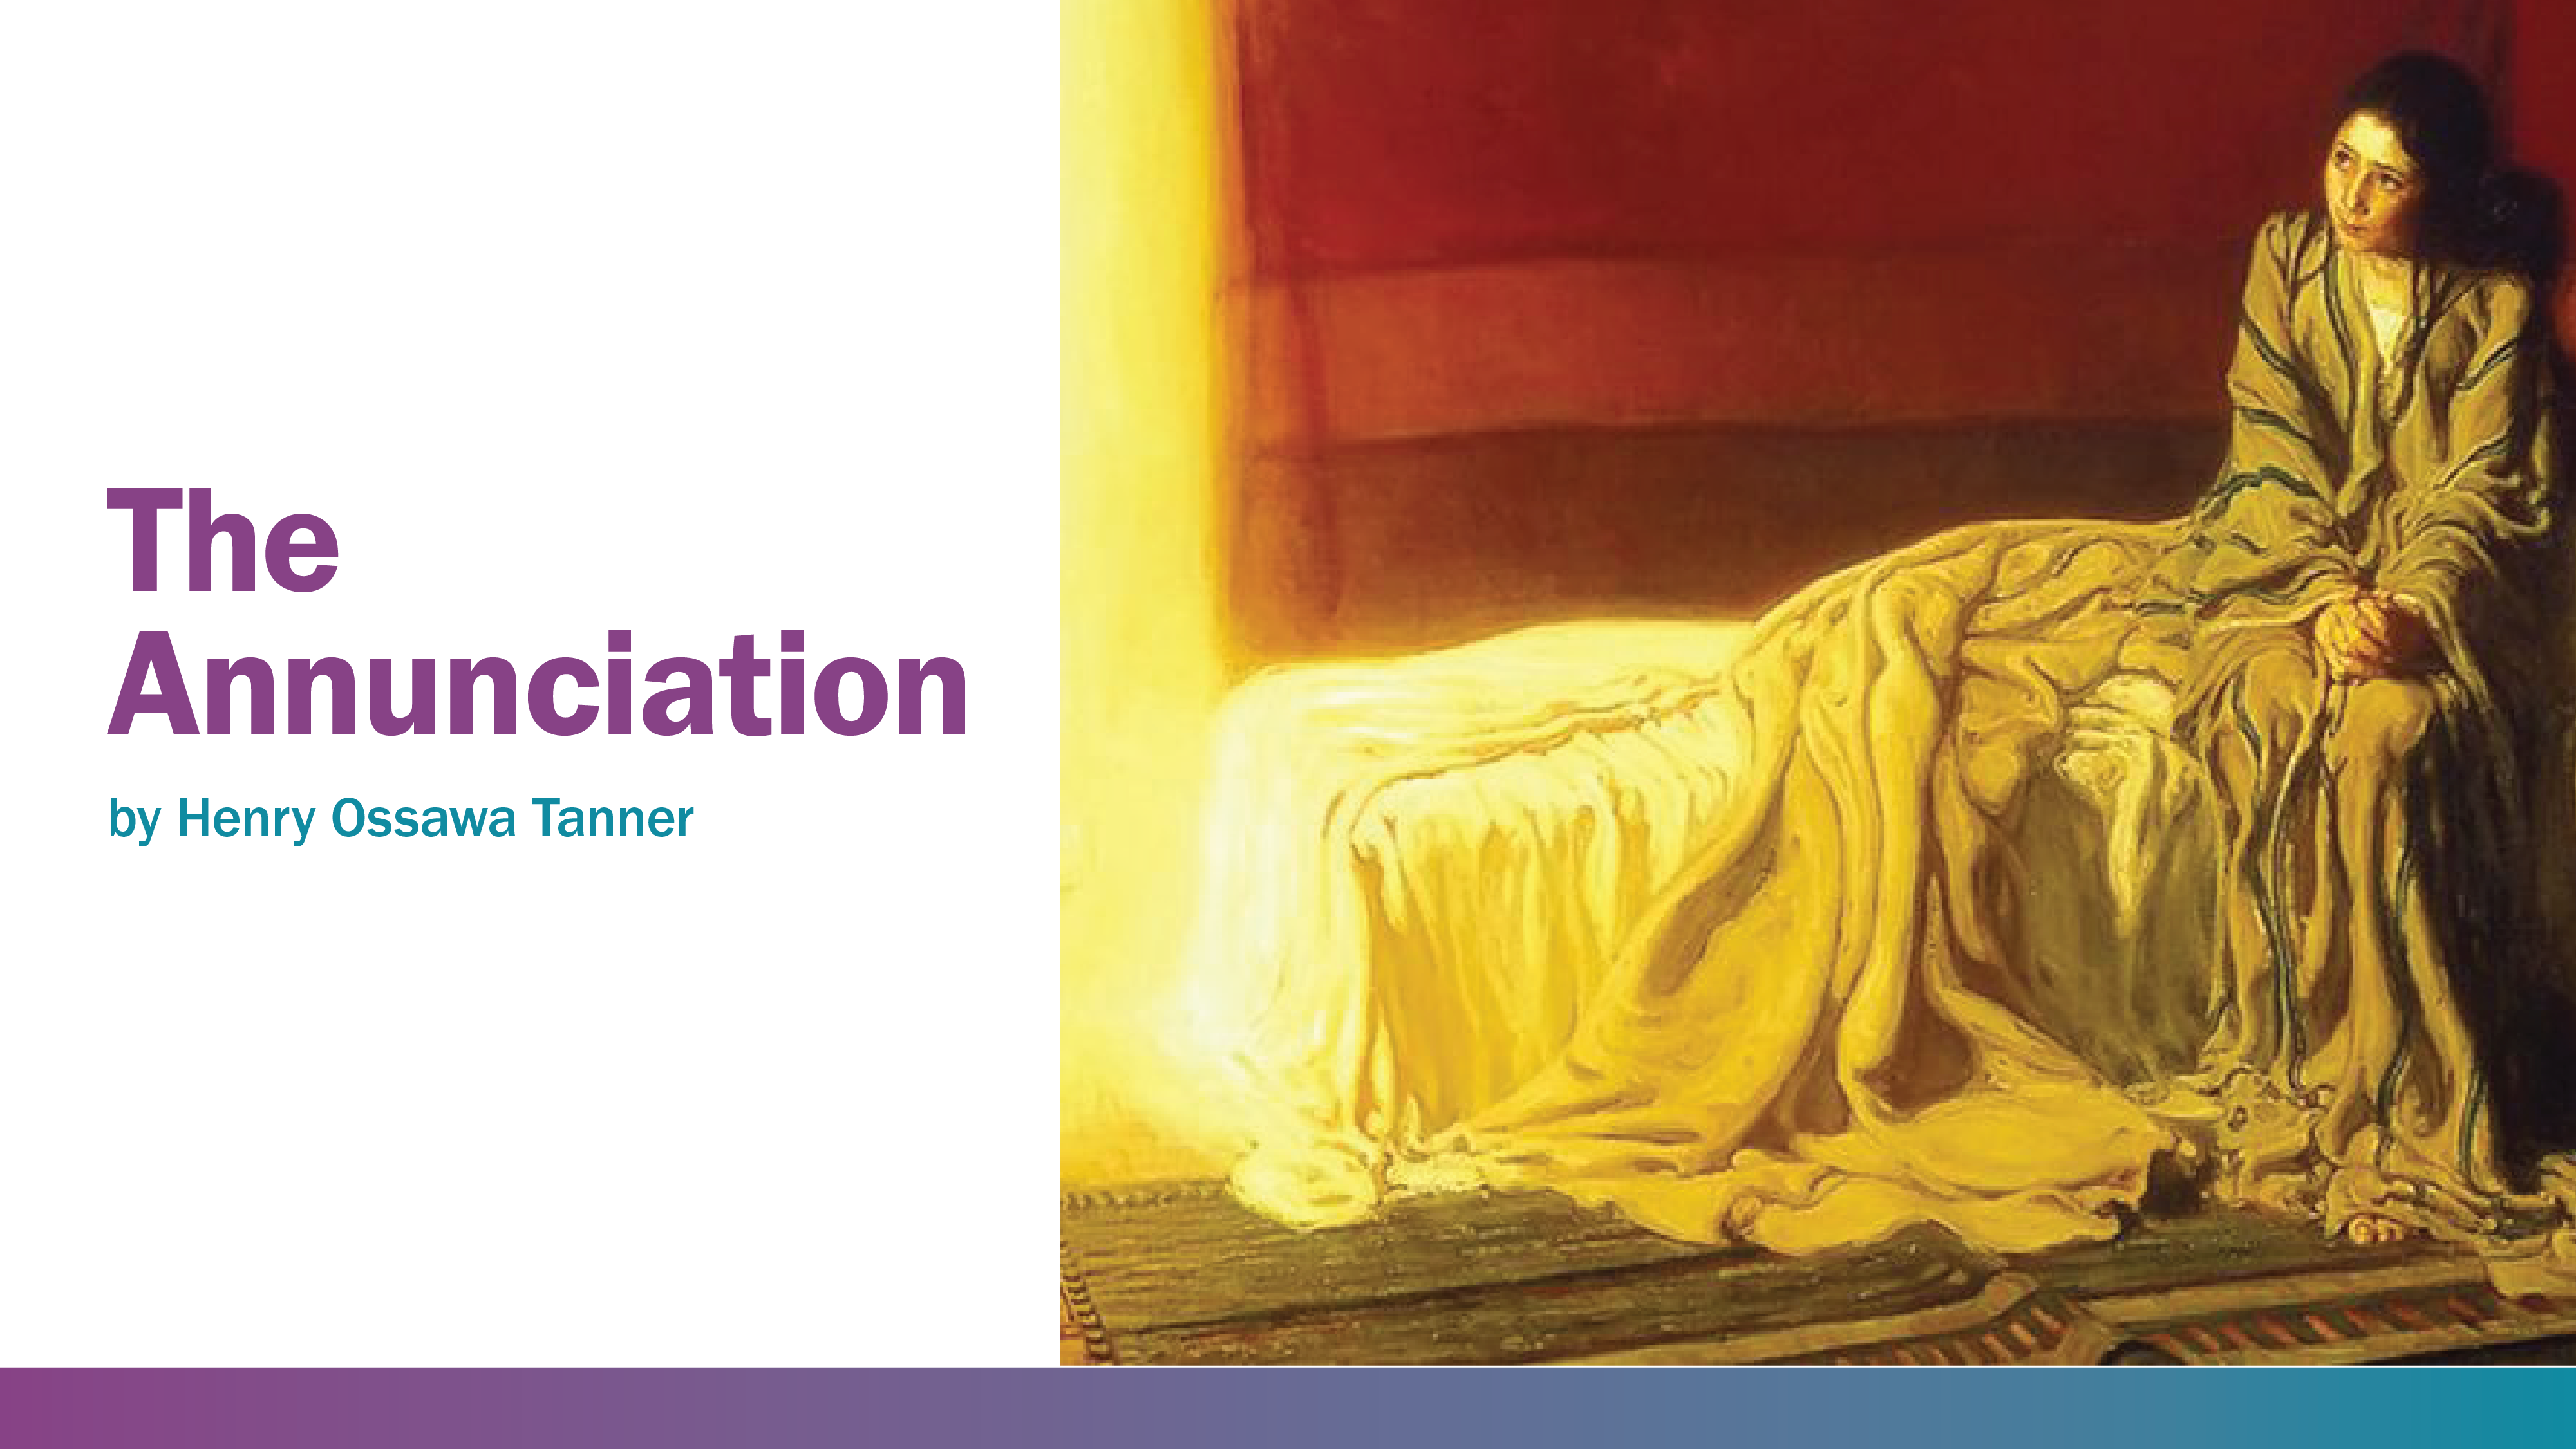 The
Annunciation
by Henry Ossawa Tanner